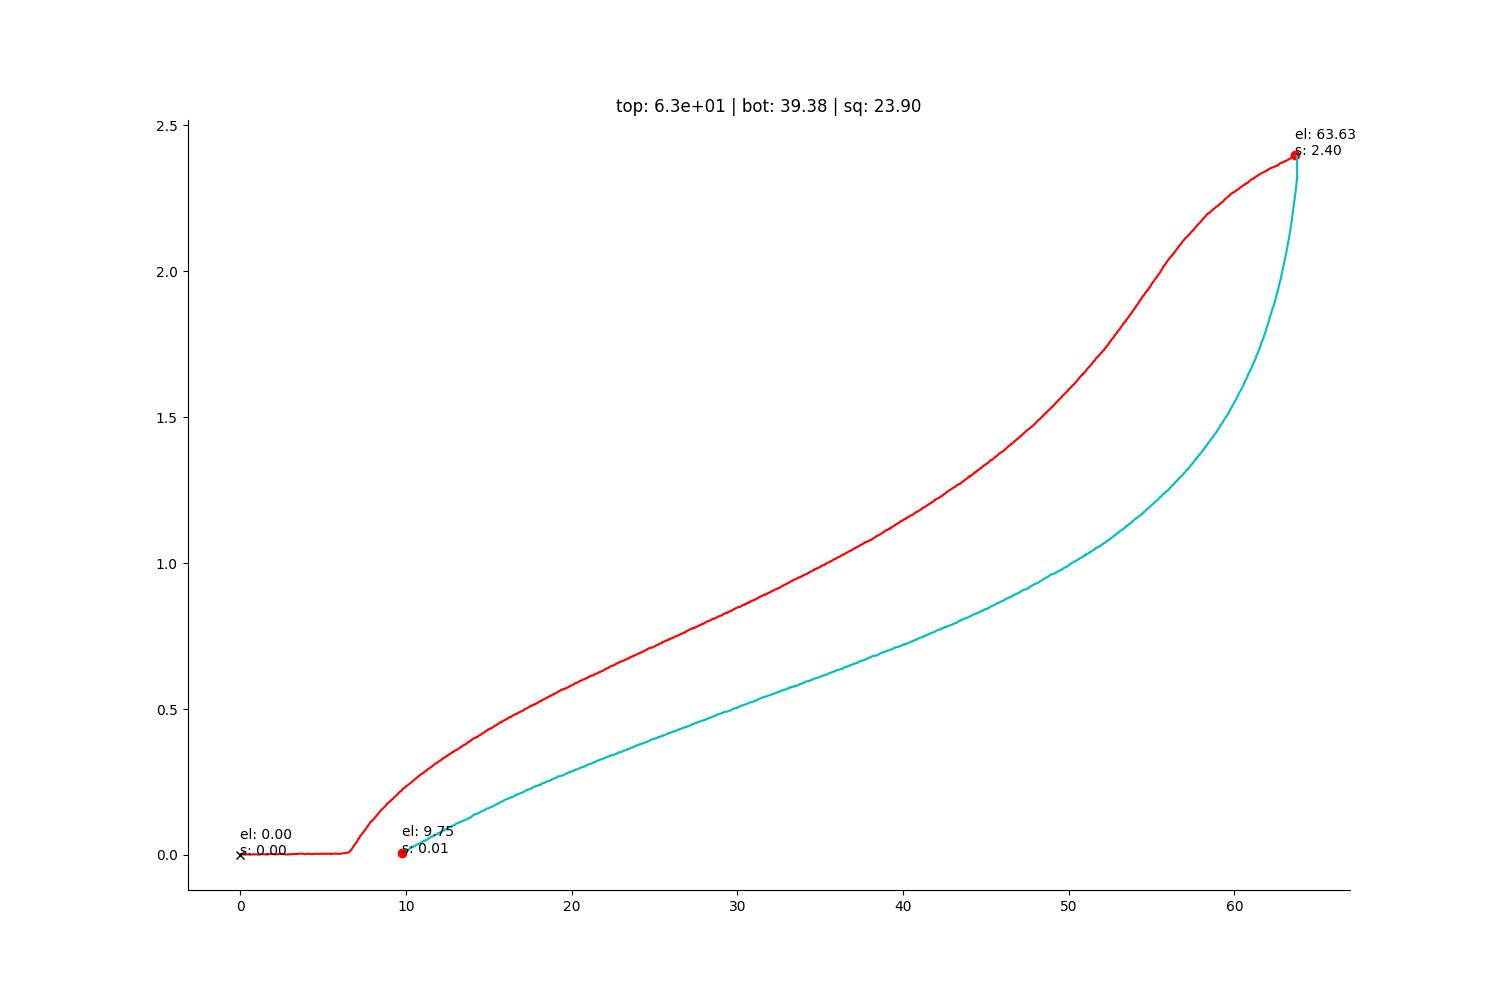 top: 6.3e+01 | bot: 39.38 | sq: 23.90
2.5
el: 63.63
s: 2.40
2.0
1.5
1.0
0.5
el: 0.00
s: 0.00
el: 9.75
s: 0.01
0.0
0 10 20 30 40 50 60